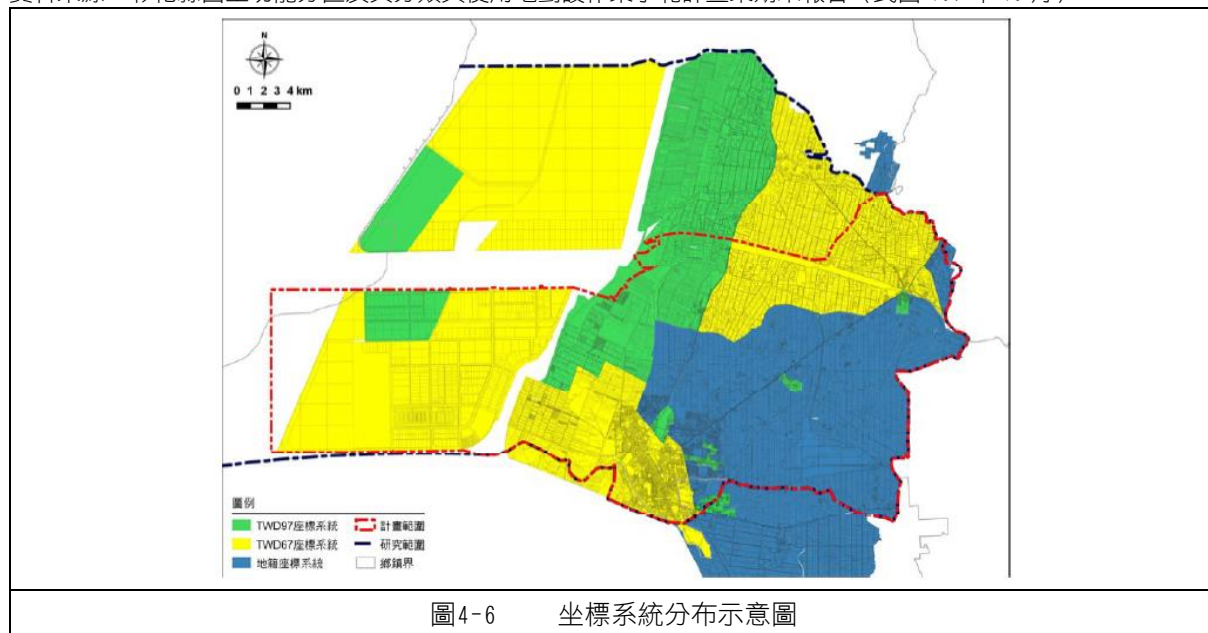 N
0 1 2 3 4 km
圖例
TWD97座標系統 計畫範圍
TWD67座標系統 研究範圍
地籍座標系統 鄉鎮界
圖4-6 坐標系統分布示意圖